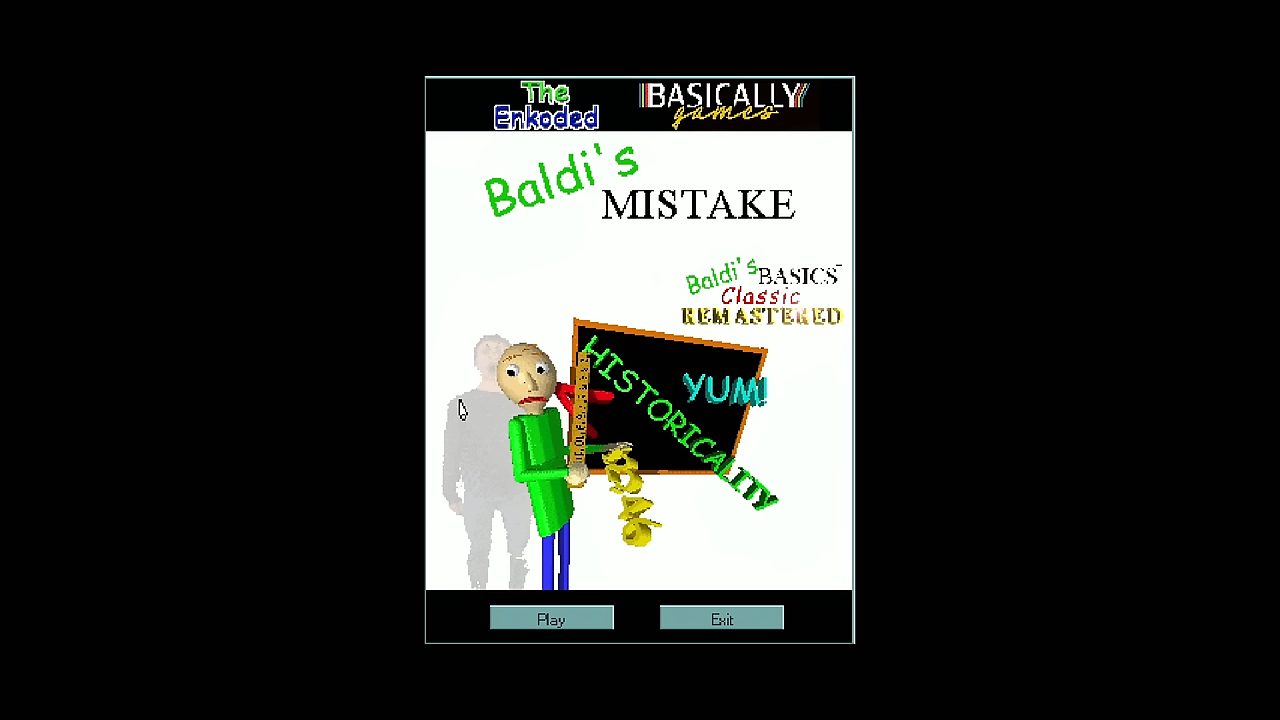 The
Enkoded
BASICALLY
games
Baldi's
MISTAKE
Baldi's
BASICS
Classic
REMASTERED
HISTORICALITY
YUM!
Play
Exit